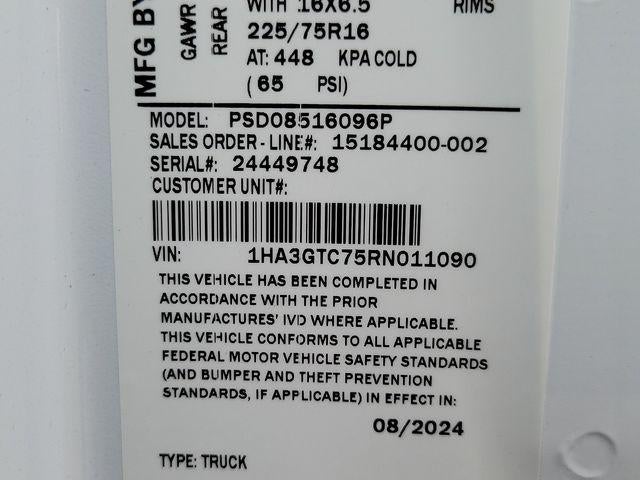 MFG BY
GAWR
REAR
WITH 16X6.5 RIMS
225/75R16
AT: 448 KPA COLD
( 65 PSI)
MODEL: PSD08516096P
SALES ORDER - LINE#: 15184400-002
SERIAL#: 24449748
CUSTOMER UNIT#:
VIN: 1HA3GTC75RN011090
THIS VEHICLE HAS BEEN COMPLETED IN
ACCORDANCE WITH THE PRIOR
MANUFACTURES' IVD WHERE APPLICABLE.
THIS VEHICLE CONFORMS TO ALL APPLICABLE
FEDERAL MOTOR VEHICLE SAFETY STANDARDS
(AND BUMPER AND THEFT PREVENTION
STANDARDS, IF APPLICABLE) IN EFFECT IN:
08/2024
TYPE: TRUCK